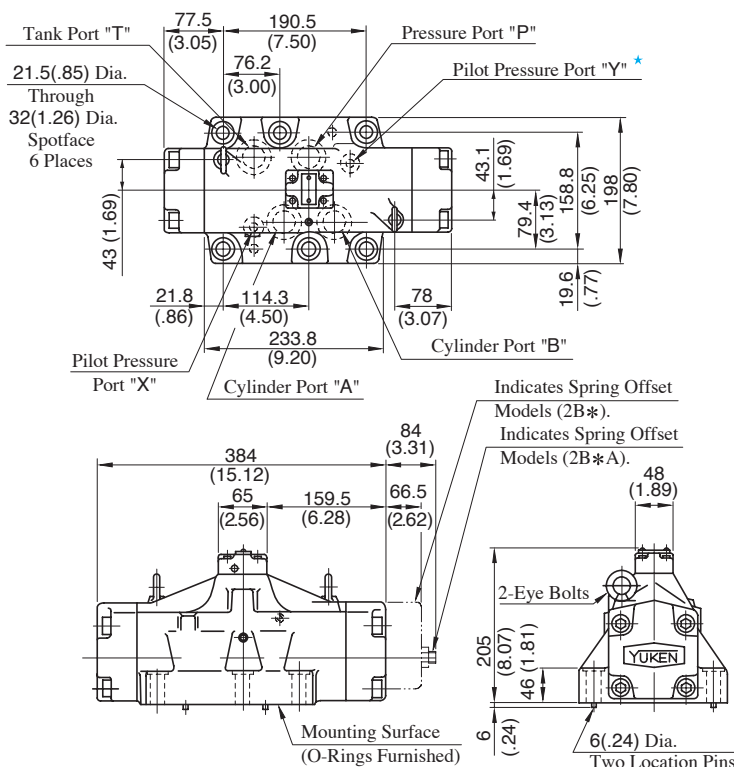 77.5
(3.05)
190.5
(7.50)
Tank Port "T"
Pressure Port "P"
76.2
(3.00)
Pilot Pressure Port "Y" ★
21.5(.85) Dia.
Through
32(1.26) Dia.
Spotface
6 Places
43 (1.69)
43.1
(1.69)
79.4
(3.13)
158.8
(6.25)
198
(7.80)
19.6
(.77)
21.8
(.86)
114.3
(4.50)
78
(3.07)
233.8
(9.20)
Pilot Pressure
Port "X"
Cylinder Port "A"
Cylinder Port "B"
Indicates Spring Offset
Models (2B*).
Indicates Spring Offset
Models (2B*A).
384
(15.12)
84
(3.31)
65
(2.56)
159.5
(6.28)
66.5
(2.62)
48
(1.89)
2-Eye Bolts
YUKEN
205
(8.07)
46 (1.81)
6
(.24)
Mounting Surface
(O-Rings Furnished)
6(.24) Dia.
Two Location Pins